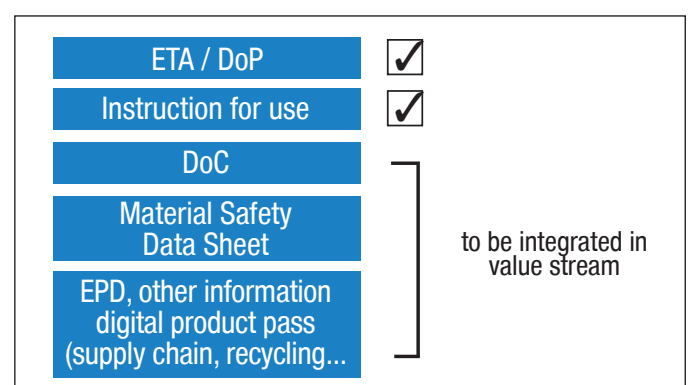 ETA / DoP
Instruction for use
DoC
Material Safety
Data Sheet
to be integrated in
value stream
EPD, other information
digital product pass
(supply chain, recycling...